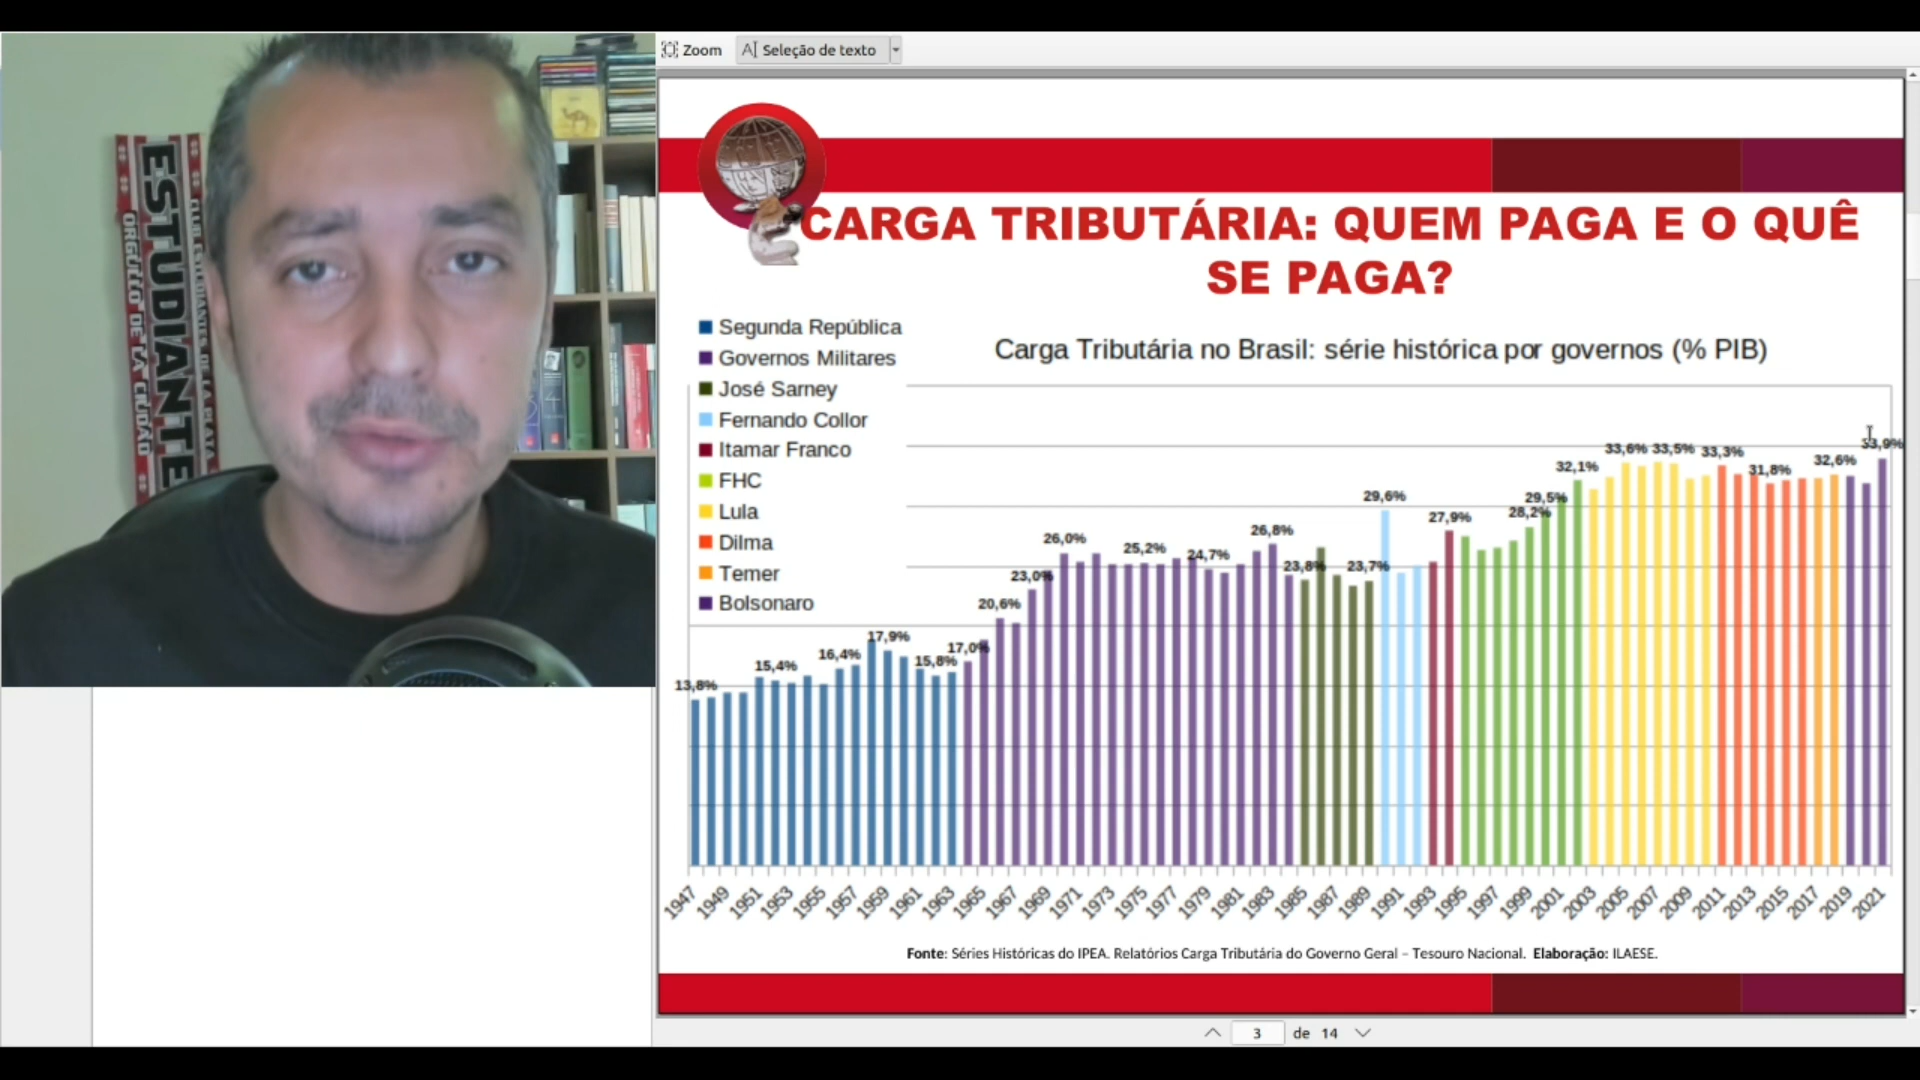 Zoom
Seleção de texto
ESTUDIANTES
ORGULLO DE LA CIUDAD
CARGA TRIBUTÁRIA: QUEM PAGA E O QUÊ
SE PAGA?
Segunda República
Governos Militares
José Sarney
Fernando Collor
Itamar Franco
FHC
Lula
Dilma
Temer
Bolsonaro
Carga Tributária no Brasil: série histórica por governos (% PIB)
13,8%
15,4%
16,4%
17,9%
15,8%
17,0%
20,6%
23,0%
26,0%
25,2%
24,7%
26,8%
23,8%
23,7%
29,6%
27,9%
28,2%
29,5%
32,1%
33,6%
33,5%
33,3%
31,8%
32,6%
33,9%
1947 1949 1951 1953 1955 1957 1959 1961 1963 1965 1967 1969 1971 1973 1975 1977 1979 1981 1983 1985 1987 1989 1991 1993 1995 1997 1999 2001 2003 2005 2007 2009 2011 2013 2015 2017 2019 2021
Fonte: Séries Históricas do IPEA. Relatórios Carga Tributária do Governo Geral – Tesouro Nacional. Elaboração: ILAESE.
3 de 14